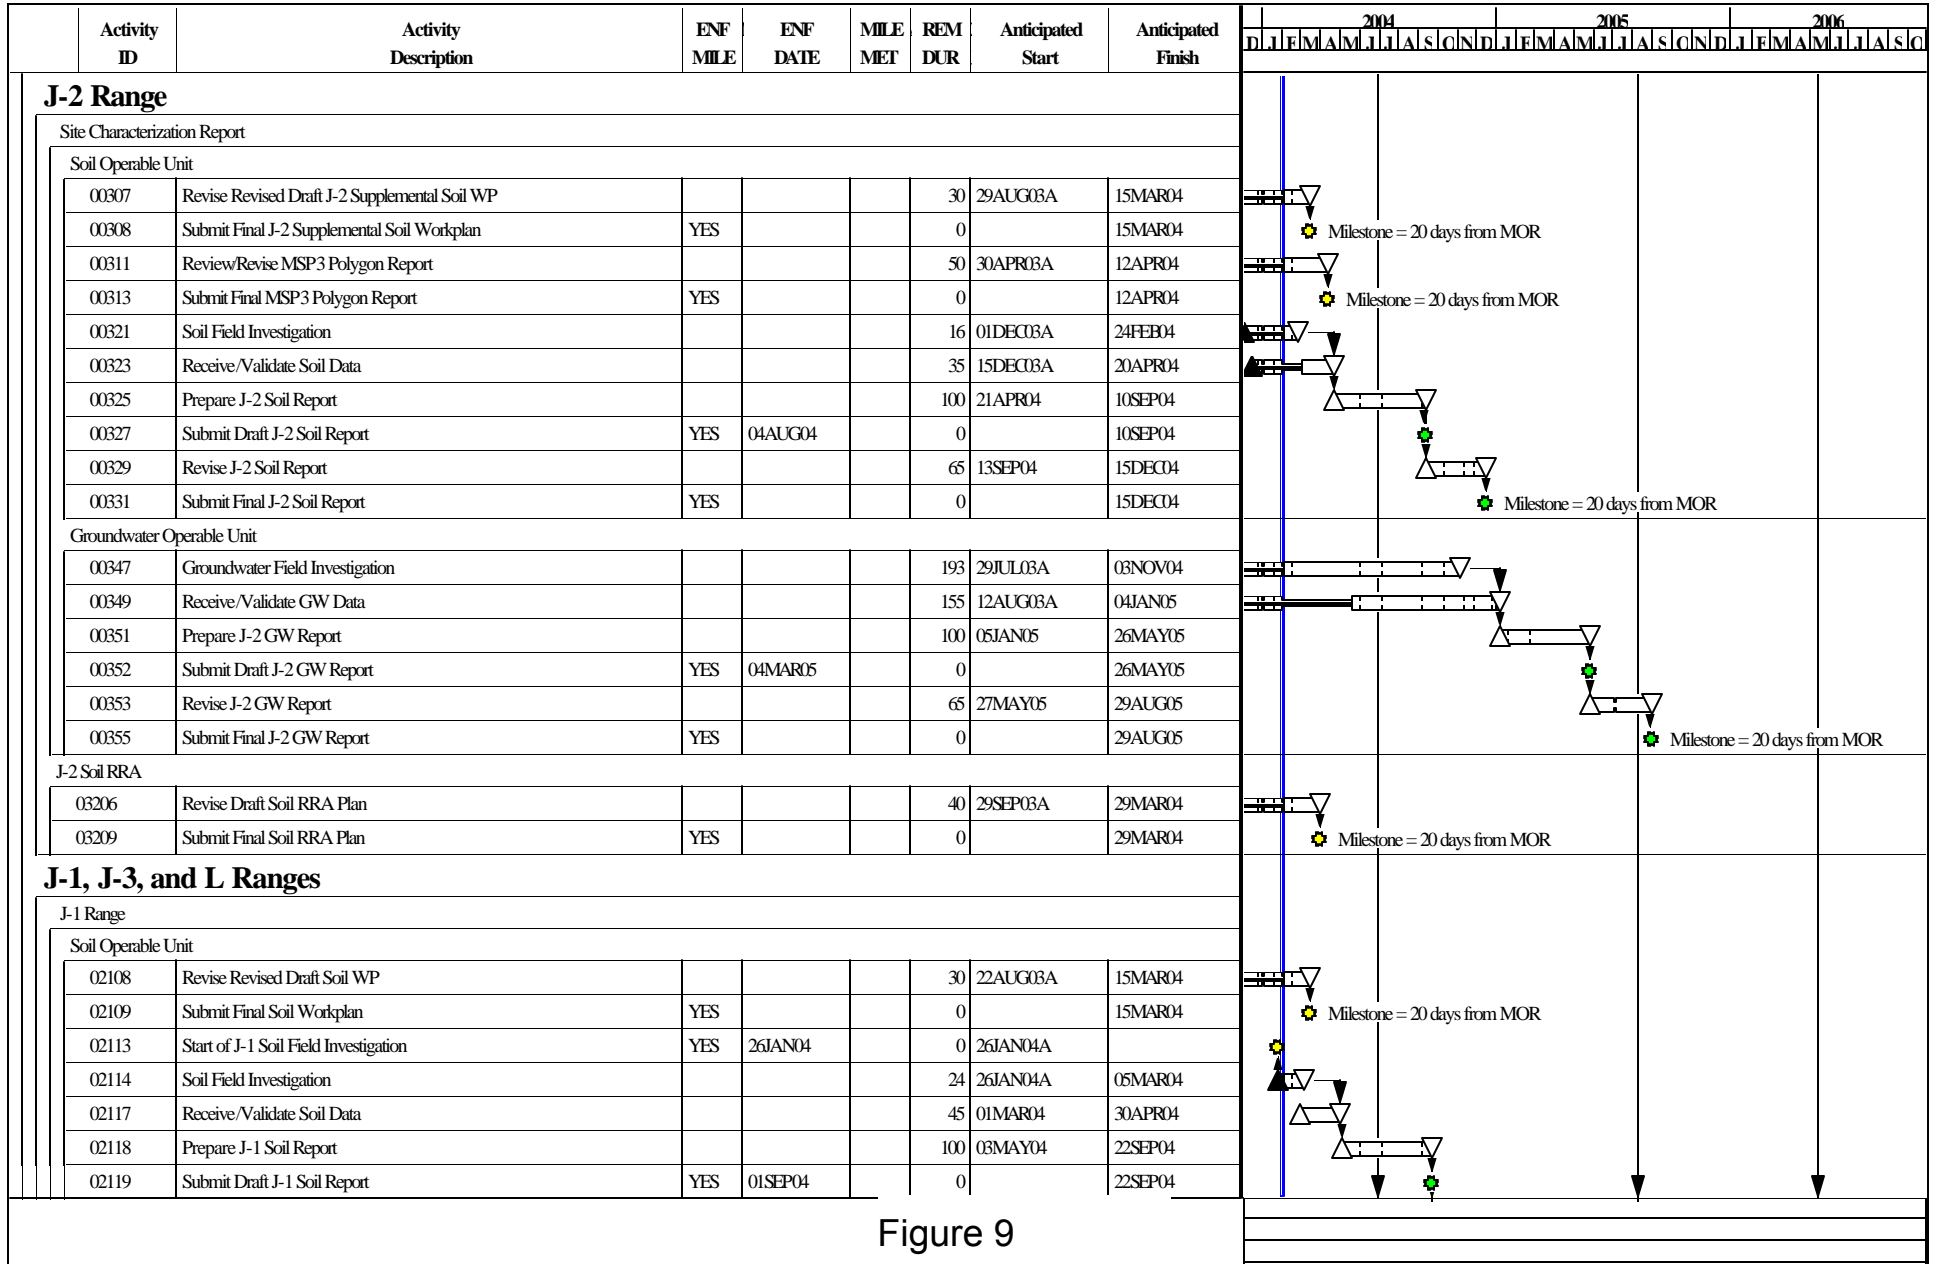 Activity Activity ENF ENF MILE REM Anticipated Anticipated 2004 2005 2006
ID Description MILE DATE MET DUR Start Finish D J F M A M J J A S O N D J F M A M J J A S O N D J F M A M J J A S O
J-2 Range
Site Characterization Report
Soil Operable Unit
00307 Revise Revised Draft J-2 Supplemental Soil WP 30 29AUG03A 15MAR04
00308 Submit Final J-2 Supplemental Soil Workplan YES 0 15MAR04 Milestone = 20 days from MOR
00311 Review/Revise MSP3 Polygon Report 50 30APR03A 12APR04
00313 Submit Final MSP3 Polygon Report YES 0 12APR04 Milestone = 20 days from MOR
00321 Soil Field Investigation 16 01DEC03A 24FEB04
00323 Receive/Validate Soil Data 35 15DEC03A 20APR04
00325 Prepare J-2 Soil Report 100 21APR04 10SEP04
00327 Submit Draft J-2 Soil Report YES 04AUG04 0 10SEP04
00329 Revise J-2 Soil Report 65 13SEP04 15DEC04
00331 Submit Final J-2 Soil Report YES 0 15DEC04 Milestone = 20 days from MOR
Groundwater Operable Unit
00347 Groundwater Field Investigation 193 29JUL03A 03NOV04
00349 Receive/Validate GW Data 155 12AUG03A 04JAN05
00351 Prepare J-2 GW Report 100 05JAN05 26MAY05
00352 Submit Draft J-2 GW Report YES 04MAR05 0 26MAY05
00353 Revise J-2 GW Report 65 27MAY05 29AUG05
00355 Submit Final J-2 GW Report YES 0 29AUG05 Milestone = 20 days from MOR
J-2 Soil RRA
03206 Revise Draft Soil RRA Plan 40 29SEP03A 29MAR04
03209 Submit Final Soil RRA Plan YES 0 29MAR04 Milestone = 20 days from MOR
J-1, J-3, and L Ranges
J-1 Range
Soil Operable Unit
02108 Revise Revised Draft Soil WP 30 22AUG03A 15MAR04
02109 Submit Final Soil Workplan YES 0 15MAR04 Milestone = 20 days from MOR
02113 Start of J-1 Soil Field Investigation YES 26JAN04 0 26JAN04A
02114 Soil Field Investigation 24 26JAN04A 05MAR04
02117 Receive/Validate Soil Data 45 01MAR04 30APR04
02118 Prepare J-1 Soil Report 100 03MAY04 22SEP04
02119 Submit Draft J-1 Soil Report YES 01SEP04 0 22SEP04
Figure 9